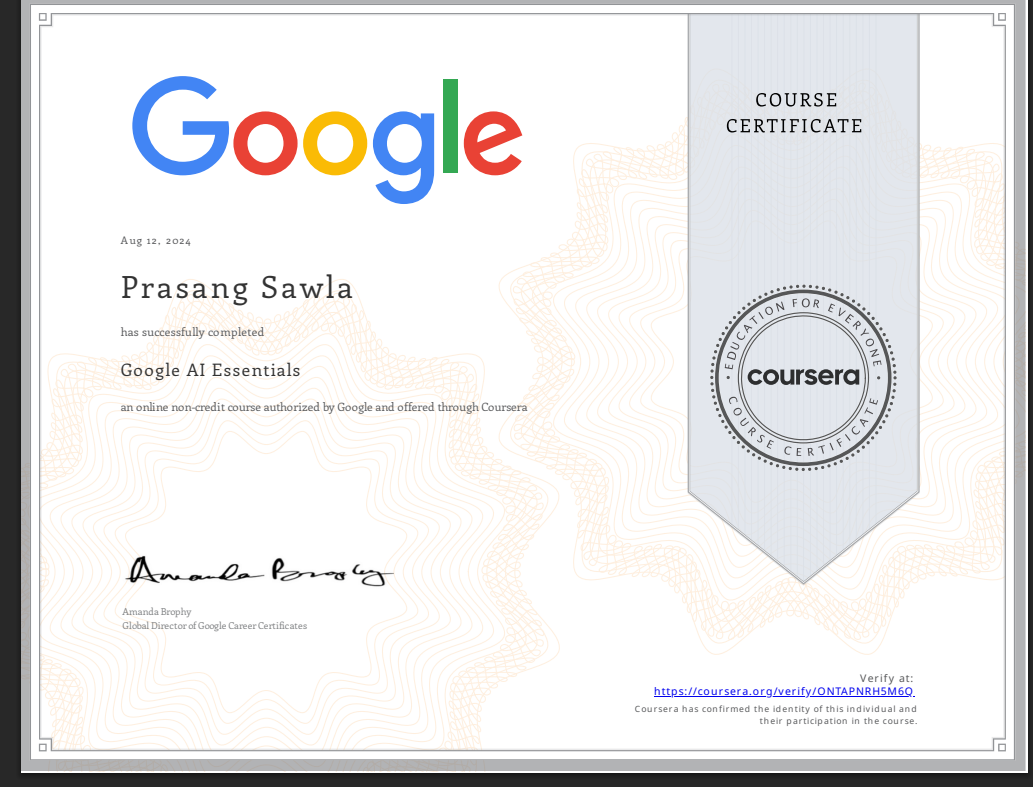 Google
COURSE
CERTIFICATE
Aug 12, 2024
Prasang Sawla
has successfully completed
Google AI Essentials
an online non-credit course authorized by Google and offered through Coursera
EDUCATION FOR EVERYONE
coursera
COURSE CERTIFICATE
Amanda Brophy
Amanda Brophy
Global Director of Google Career Certificates
Verify at:
https://coursera.org/verify/ONTAPNRH5M6Q
Coursera has confirmed the identity of this individual and
their participation in the course.